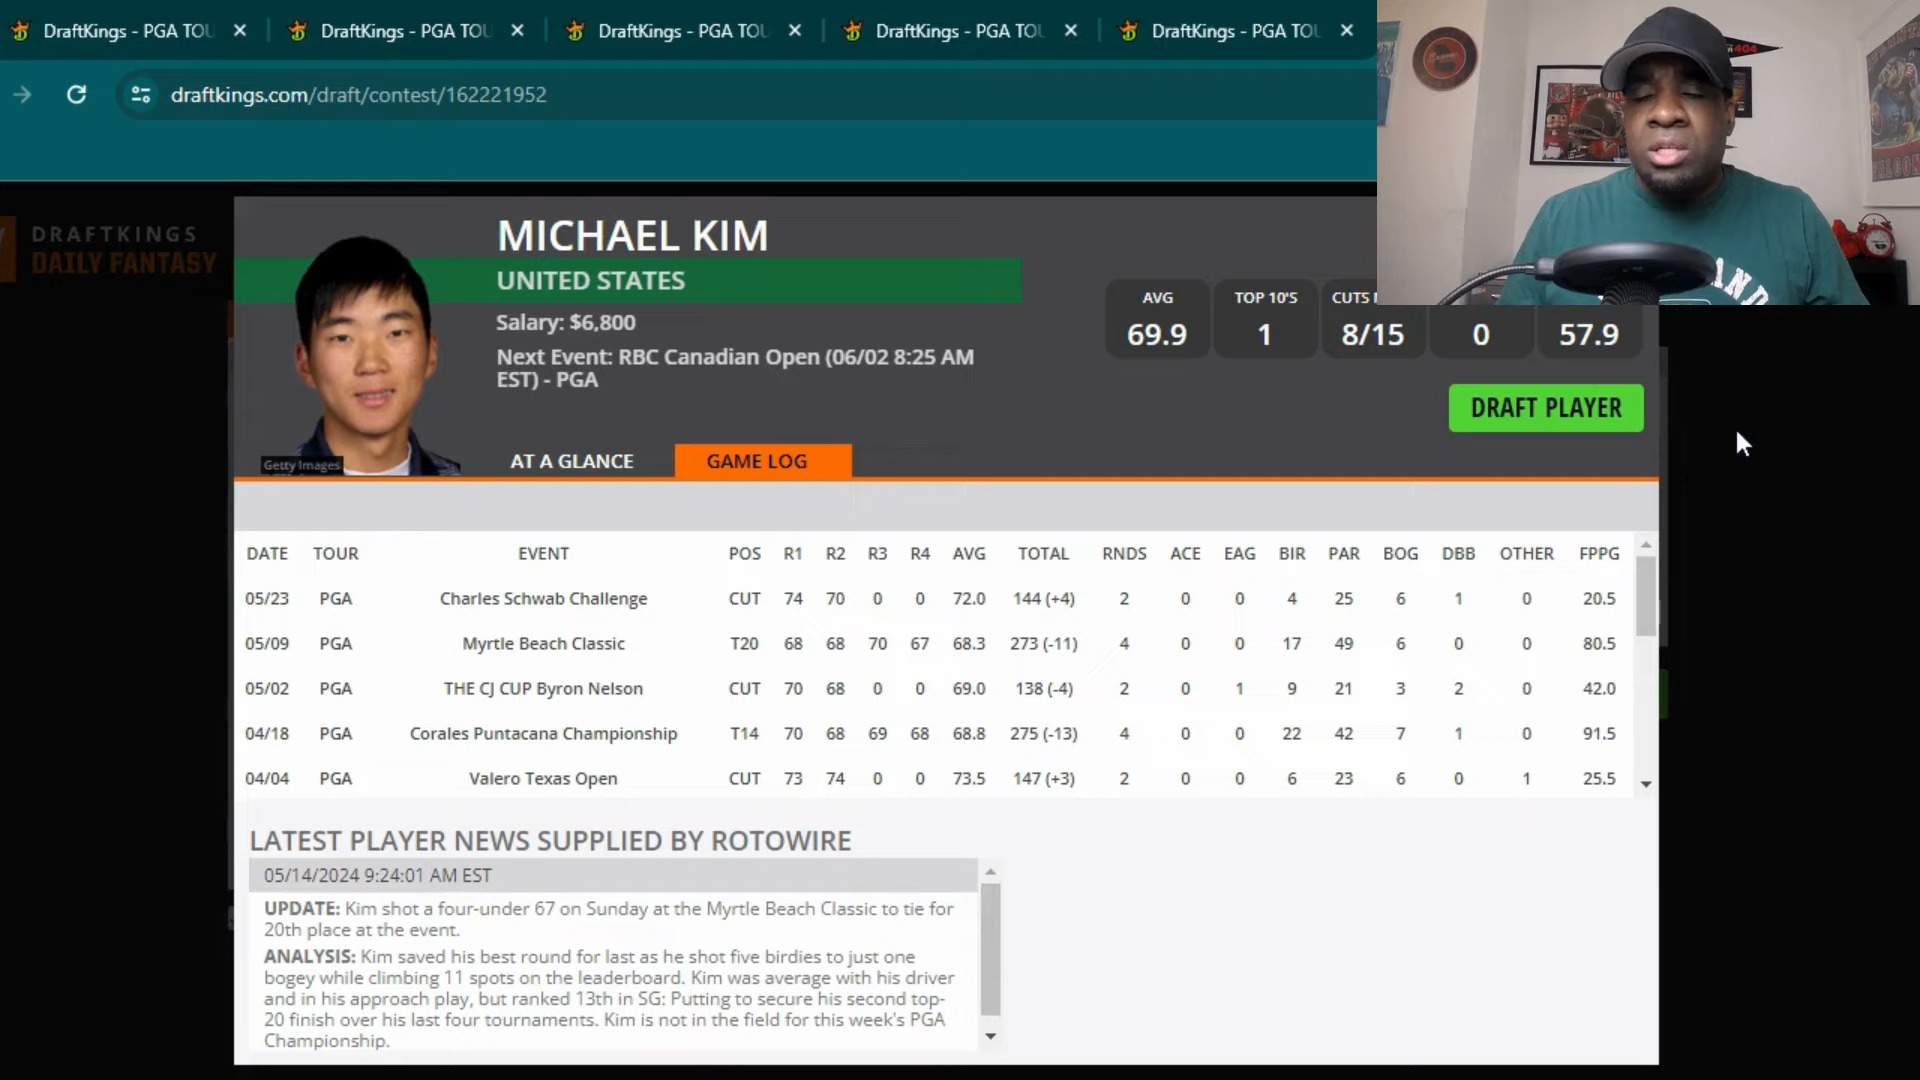 DraftKings - PGA TOU
DraftKings - PGA TOU
DraftKings - PGA TOU
DraftKings - PGA TOU
DraftKings - PGA TOU
draftkings.com/draft/contest/162221952
404
DRAFTKINGS
DAILY FANTASY
MICHAEL KIM
UNITED STATES
Salary: $6,800
Next Event: RBC Canadian Open (06/02 8:25 AM
EST) - PGA
AVG TOP 10'S CUTS
69.9 1 8/15 0 57.9
DRAFT PLAYER
Getty Images
AT A GLANCE GAME LOG
DATE TOUR EVENT POS R1 R2 R3 R4 AVG TOTAL RNDS ACE EAG BIR PAR BOG DBB OTHER FPPG
05/23 PGA Charles Schwab Challenge CUT 74 70 0 0 72.0 144 (+4) 2 0 0 4 25 6 1 0 20.5
05/09 PGA Myrtle Beach Classic T20 68 68 70 67 68.3 273 (-11) 4 0 0 17 49 6 0 0 80.5
05/02 PGA THE CJ CUP Byron Nelson CUT 70 68 0 0 69.0 138 (-4) 2 0 1 9 21 3 2 0 42.0
04/18 PGA Corales Puntacana Championship T14 70 68 69 68 68.8 275 (-13) 4 0 0 22 42 7 1 0 91.5
04/04 PGA Valero Texas Open CUT 73 74 0 0 73.5 147 (+3) 2 0 0 6 23 6 0 1 25.5
LATEST PLAYER NEWS SUPPLIED BY ROTOWIRE
05/14/2024 9:24:01 AM EST
UPDATE: Kim shot a four-under 67 on Sunday at the Myrtle Beach Classic to tie for
20th place at the event.
ANALYSIS: Kim saved his best round for last as he shot five birdies to just one
bogey while climbing 11 spots on the leaderboard. Kim was average with his driver
and in his approach play, but ranked 13th in SG: Putting to secure his second top-
20 finish over his last four tournaments. Kim is not in the field for this week's PGA
Championship.